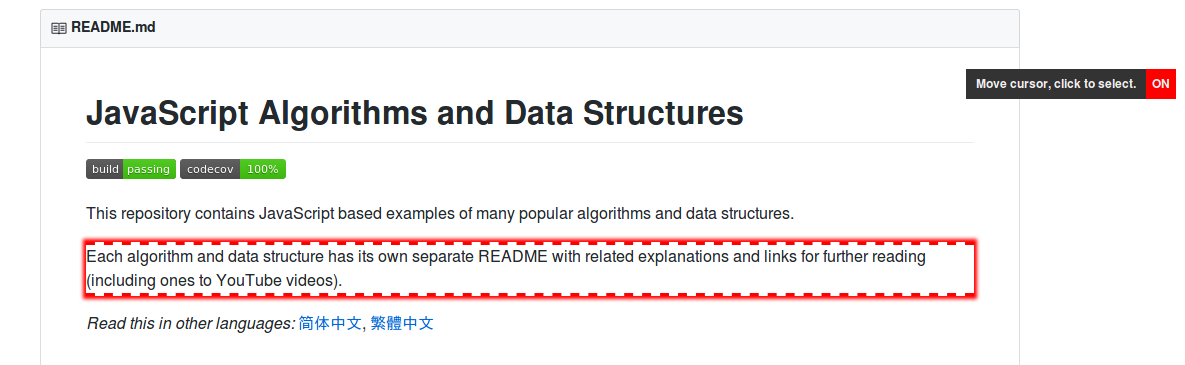 README.md
Move cursor, click to select. ON
JavaScript Algorithms and Data Structures
build passing codecov 100%
This repository contains JavaScript based examples of many popular algorithms and data structures.
Each algorithm and data structure has its own separate README with related explanations and links for further reading
(including ones to YouTube videos).
Read this in other languages: 简体中文, 繁體中文